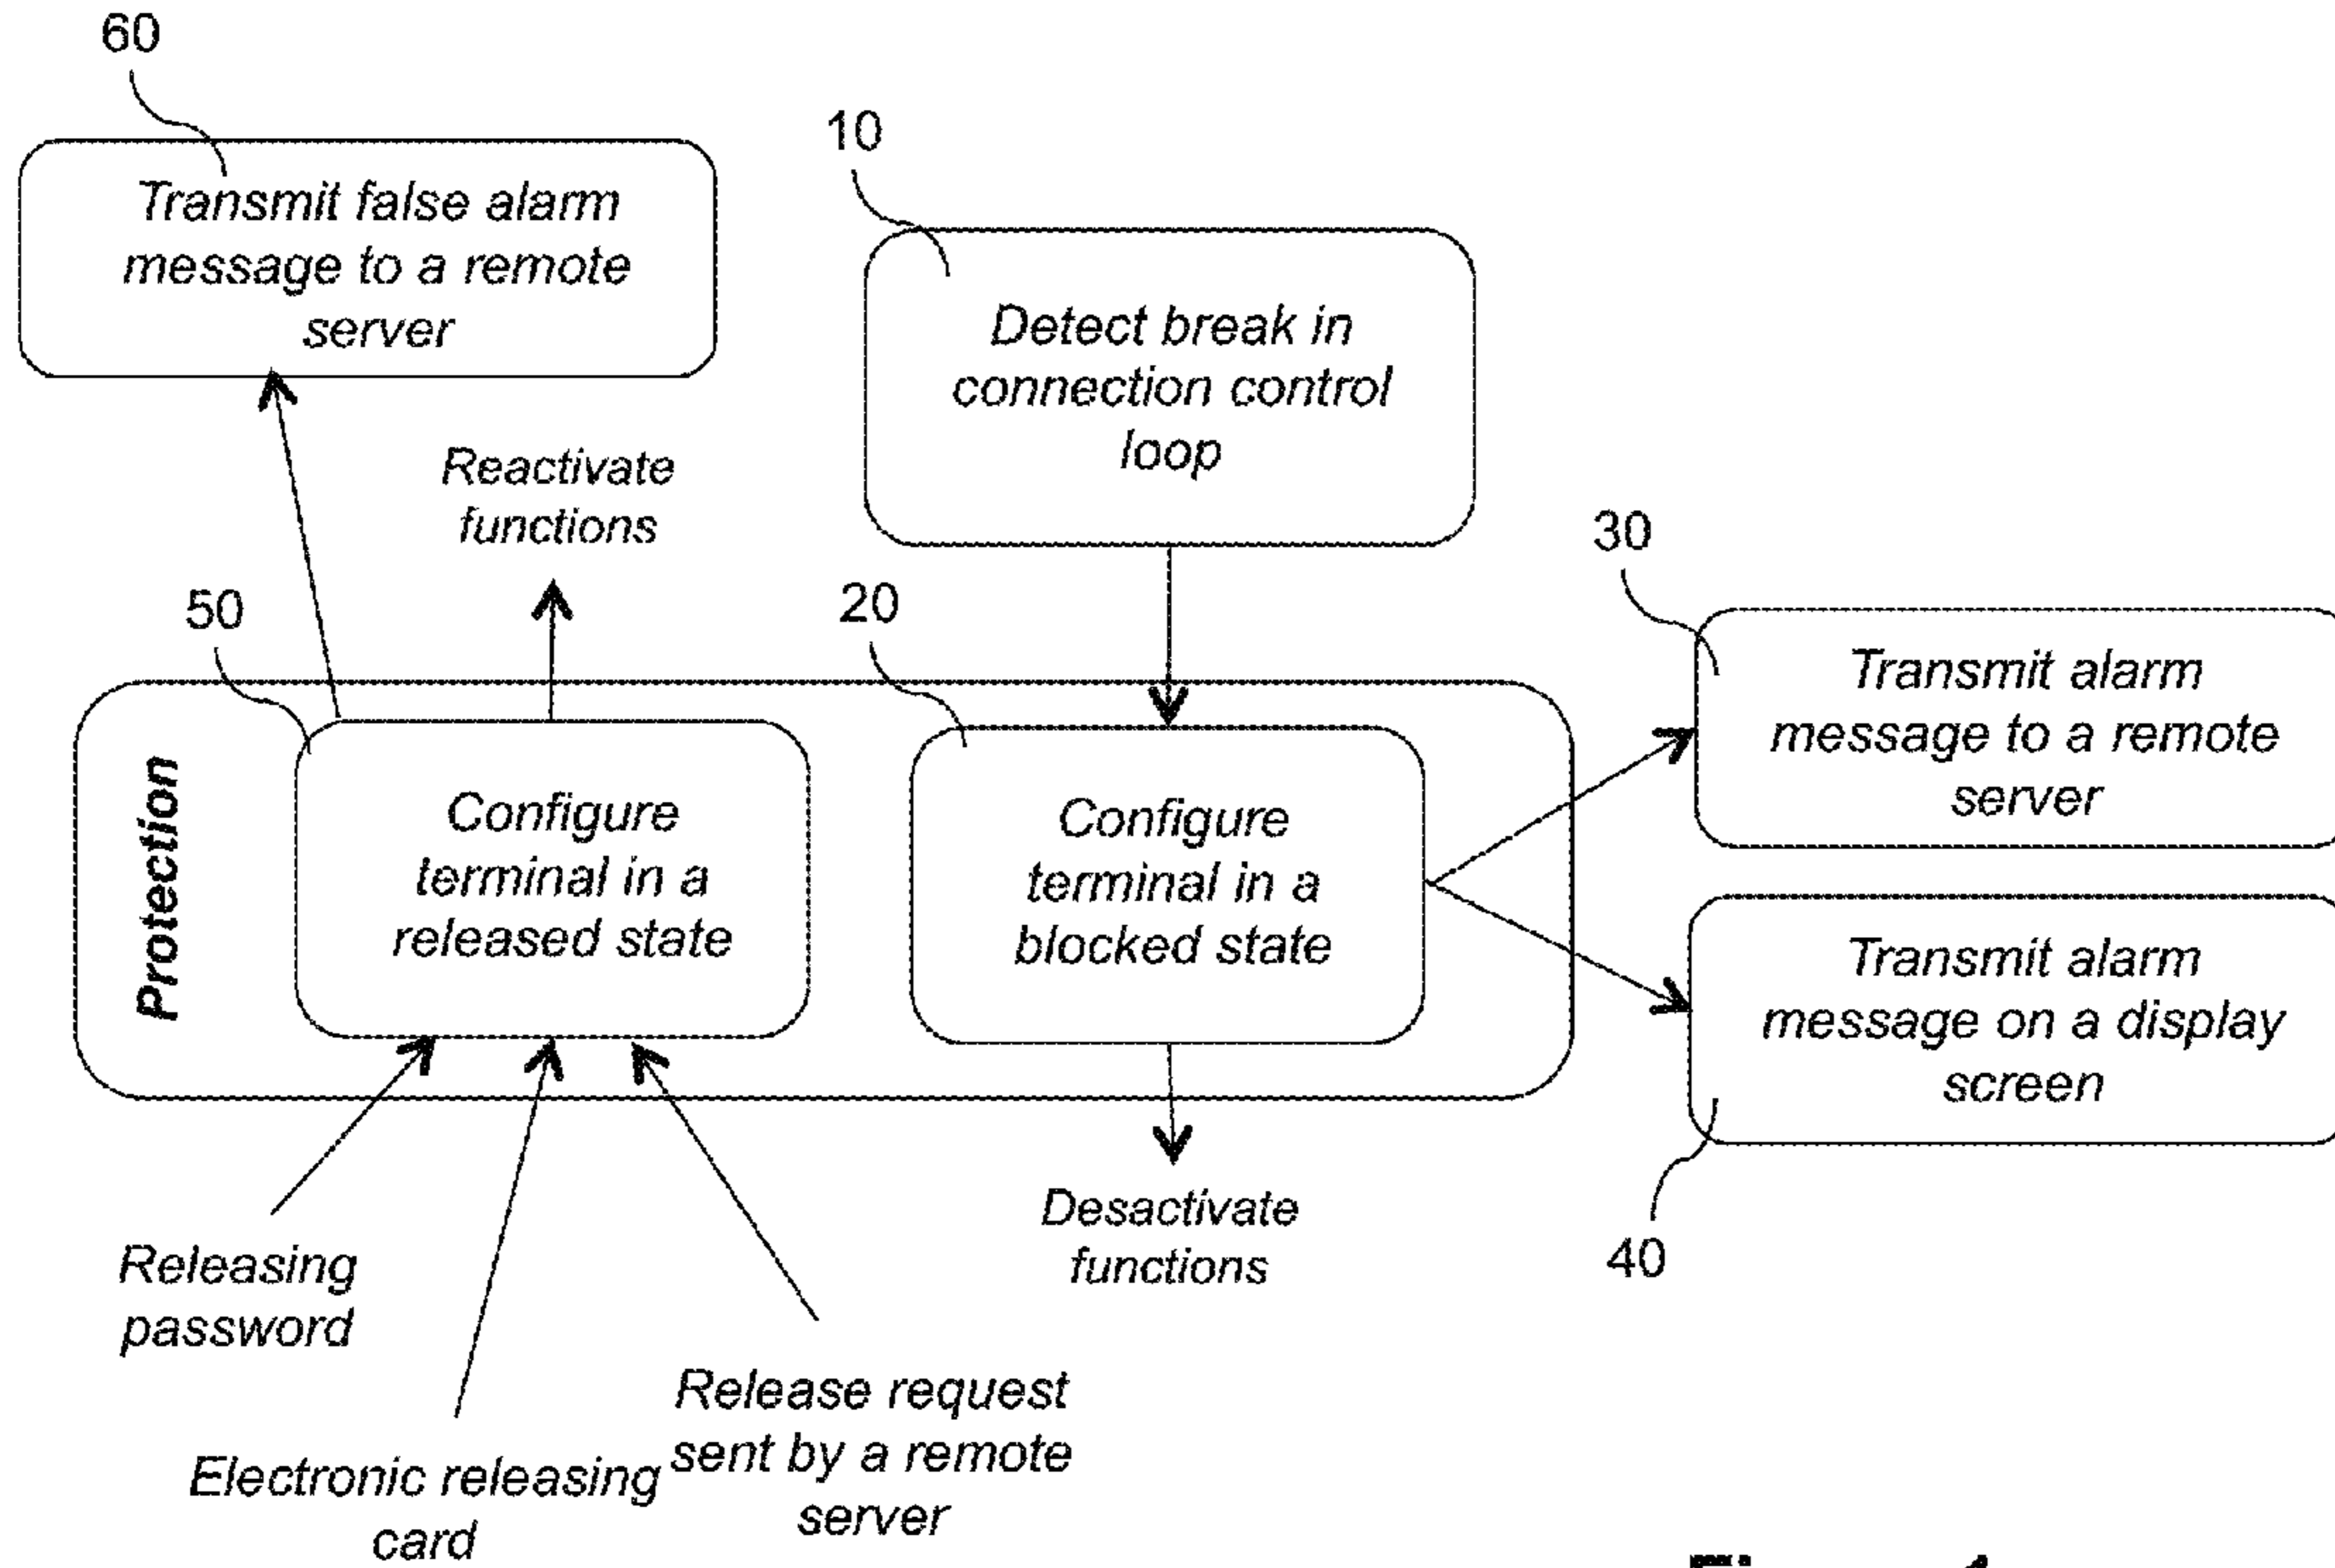 60
Transmit false alarm
message to a remote
server
10
Detect break in
connection control
loop
Reactivate
functions
30
Transmit alarm
message to a remote
server
50
20
Protection
Configure
terminal in a
released state
Configure
terminal in a
blocked state
Transmit alarm
message on a display
screen
40
Desactivate
functions
Releasing
password
Electronic releasing
card
Release request
sent by a remote
server